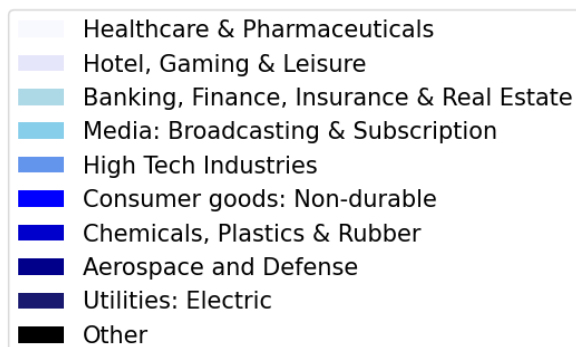 Healthcare & Pharmaceuticals
Hotel, Gaming & Leisure
Banking, Finance, Insurance & Real Estate
Media: Broadcasting & Subscription
High Tech Industries
Consumer goods: Non-durable
Chemicals, Plastics & Rubber
Aerospace and Defense
Utilities: Electric
Other